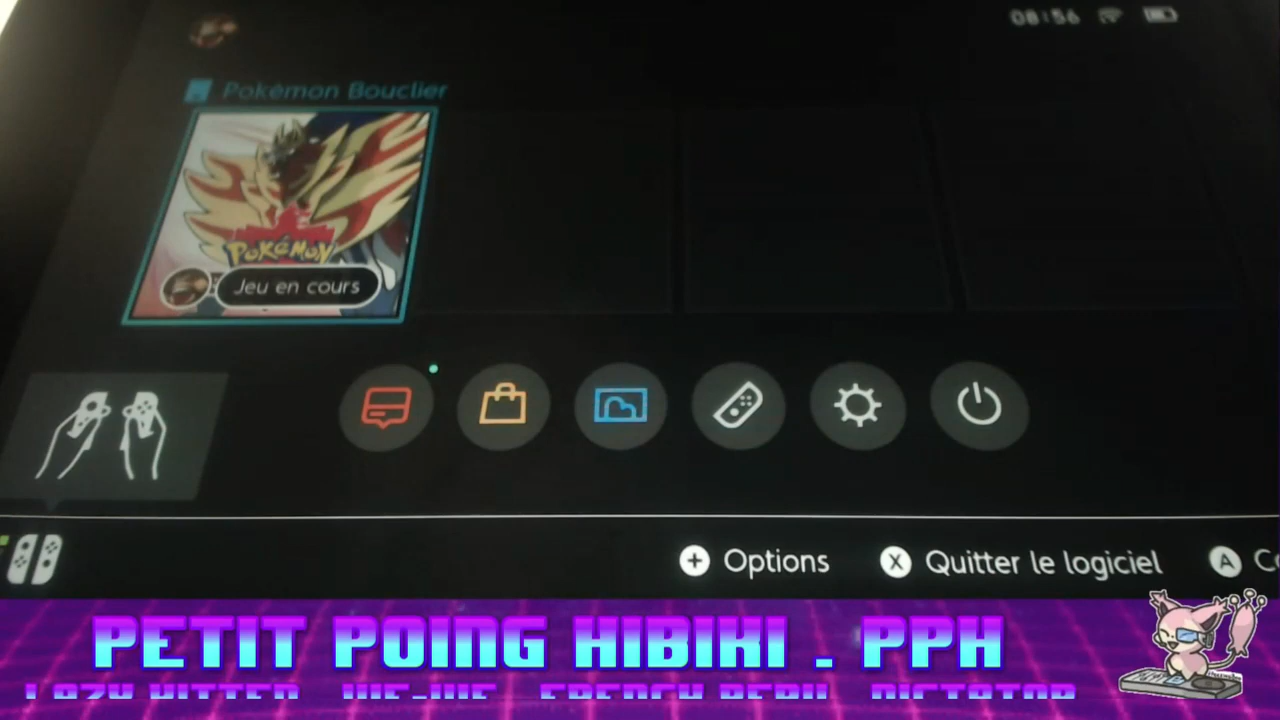 08:56
Pokémon Bouclier
POKéMON
Jeu en cours
+ Options
X Quitter le logiciel
A
PETIT POING HIBIKI . PPH